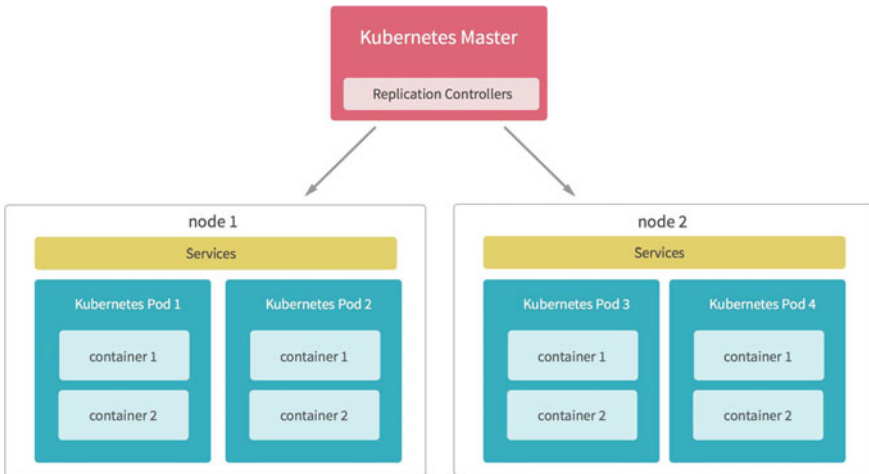 Kubernetes Master
Replication Controllers
node 1
Services
Kubernetes Pod 1
Kubernetes Pod 2
container 1
container 1
container 2
container 2
node 2
Services
Kubernetes Pod 3
Kubernetes Pod 4
container 1
container 1
container 2
container 2